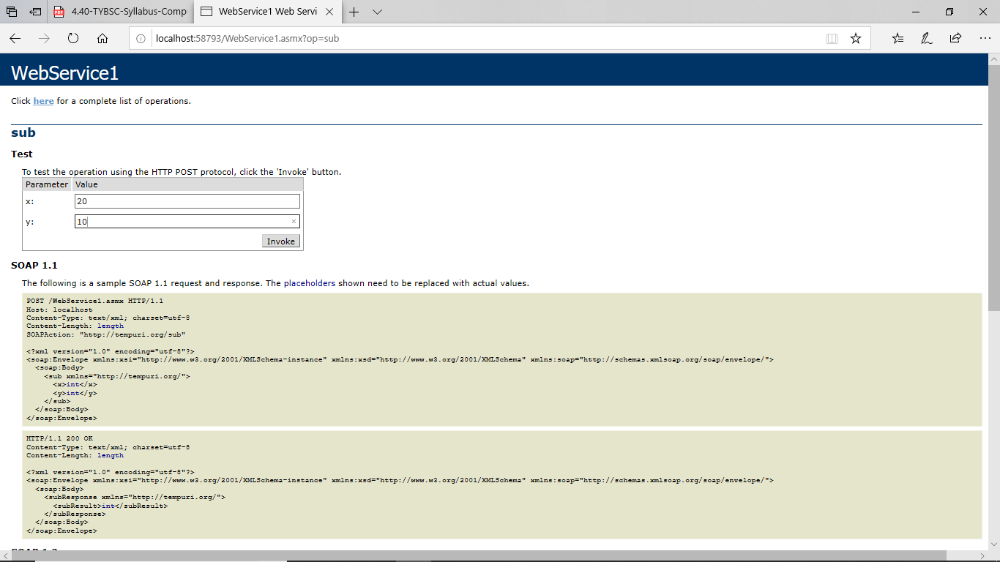 4.40-TYBSC-Syllabus-Comp
WebService1 Web Servi
localhost:58793/WebService1.asmx?op=sub
WebService1
Click here for a complete list of operations.
sub
Test
To test the operation using the HTTP POST protocol, click the 'Invoke' button.
Parameter Value
x: 20
y: 10
Invoke
SOAP 1.1
The following is a sample SOAP 1.1 request and response. The placeholders shown need to be replaced with actual values.
POST /WebService1.asmx HTTP/1.1
Host: localhost
Content-Type: text/xml; charset=utf-8
Content-Length: length
SOAPAction: "http://tempuri.org/sub"
<?xml version="1.0" encoding="utf-8"?>
<soap:Envelope xmlns:xsi="http://www.w3.org/2001/XMLSchema-instance" xmlns:xsd="http://www.w3.org/2001/XMLSchema" xmlns:soap="http://schemas.xmlsoap.org/soap/envelope/">
<soap:Body>
<sub xmlns="http://tempuri.org/">
<x>int</x>
<y>int</y>
</sub>
</soap:Body>
</soap:Envelope>
HTTP/1.1 200 OK
Content-Type: text/xml; charset=utf-8
Content-Length: length
<?xml version="1.0" encoding="utf-8"?>
<soap:Envelope xmlns:xsi="http://www.w3.org/2001/XMLSchema-instance" xmlns:xsd="http://www.w3.org/2001/XMLSchema" xmlns:soap="http://schemas.xmlsoap.org/soap/envelope/">
<soap:Body>
<subResponse xmlns="http://tempuri.org/">
<subResult>int</subResult>
</subResponse>
</soap:Body>
</soap:Envelope>